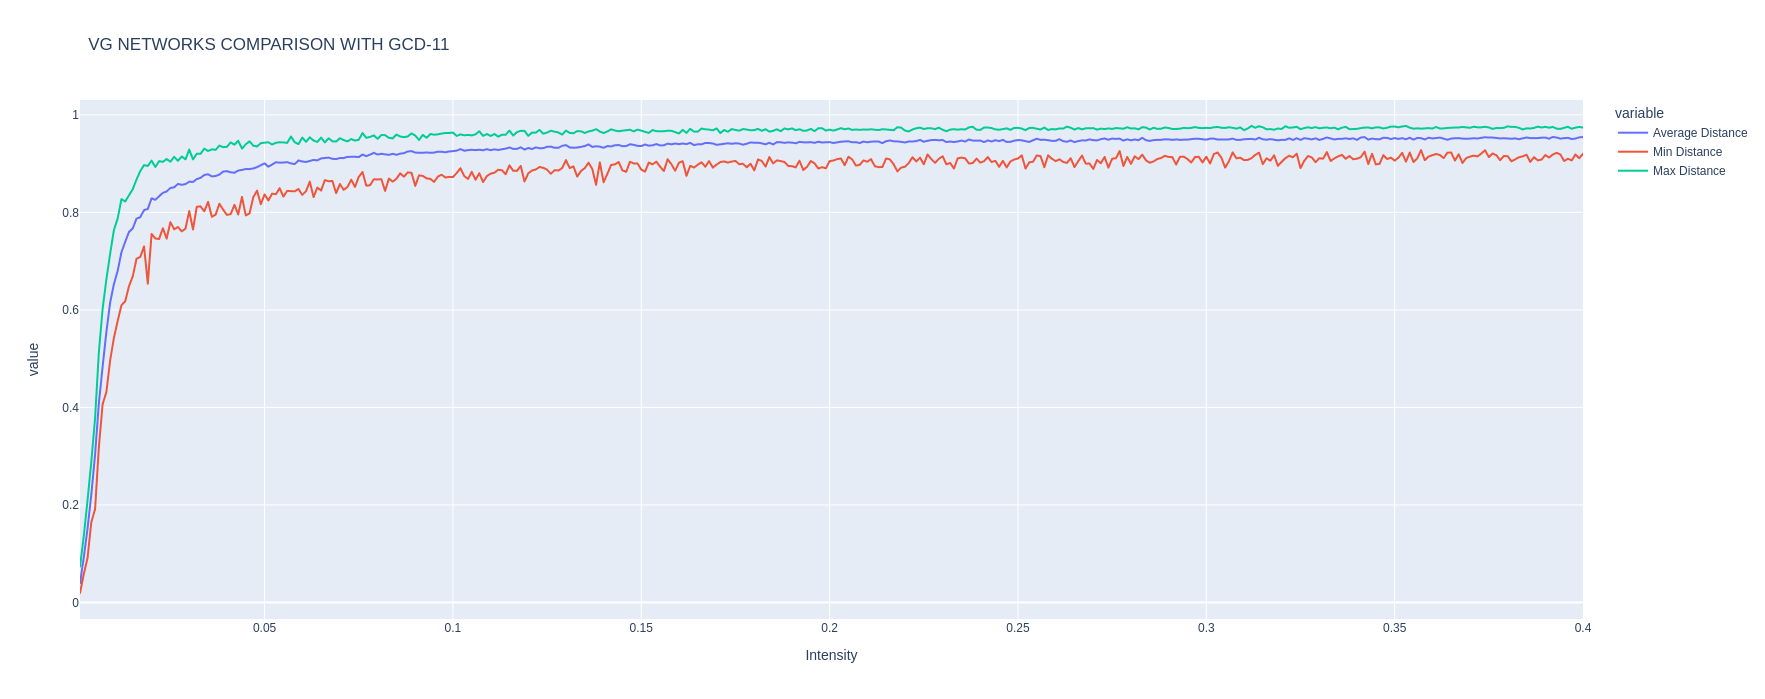 VG NETWORKS COMPARISON WITH GCD-11
variable
Average Distance
Min Distance
Max Distance
value
1
0.8
0.6
0.4
0.2
0
0.05
0.1
0.15
0.2
0.25
0.3
0.35
0.4
Intensity